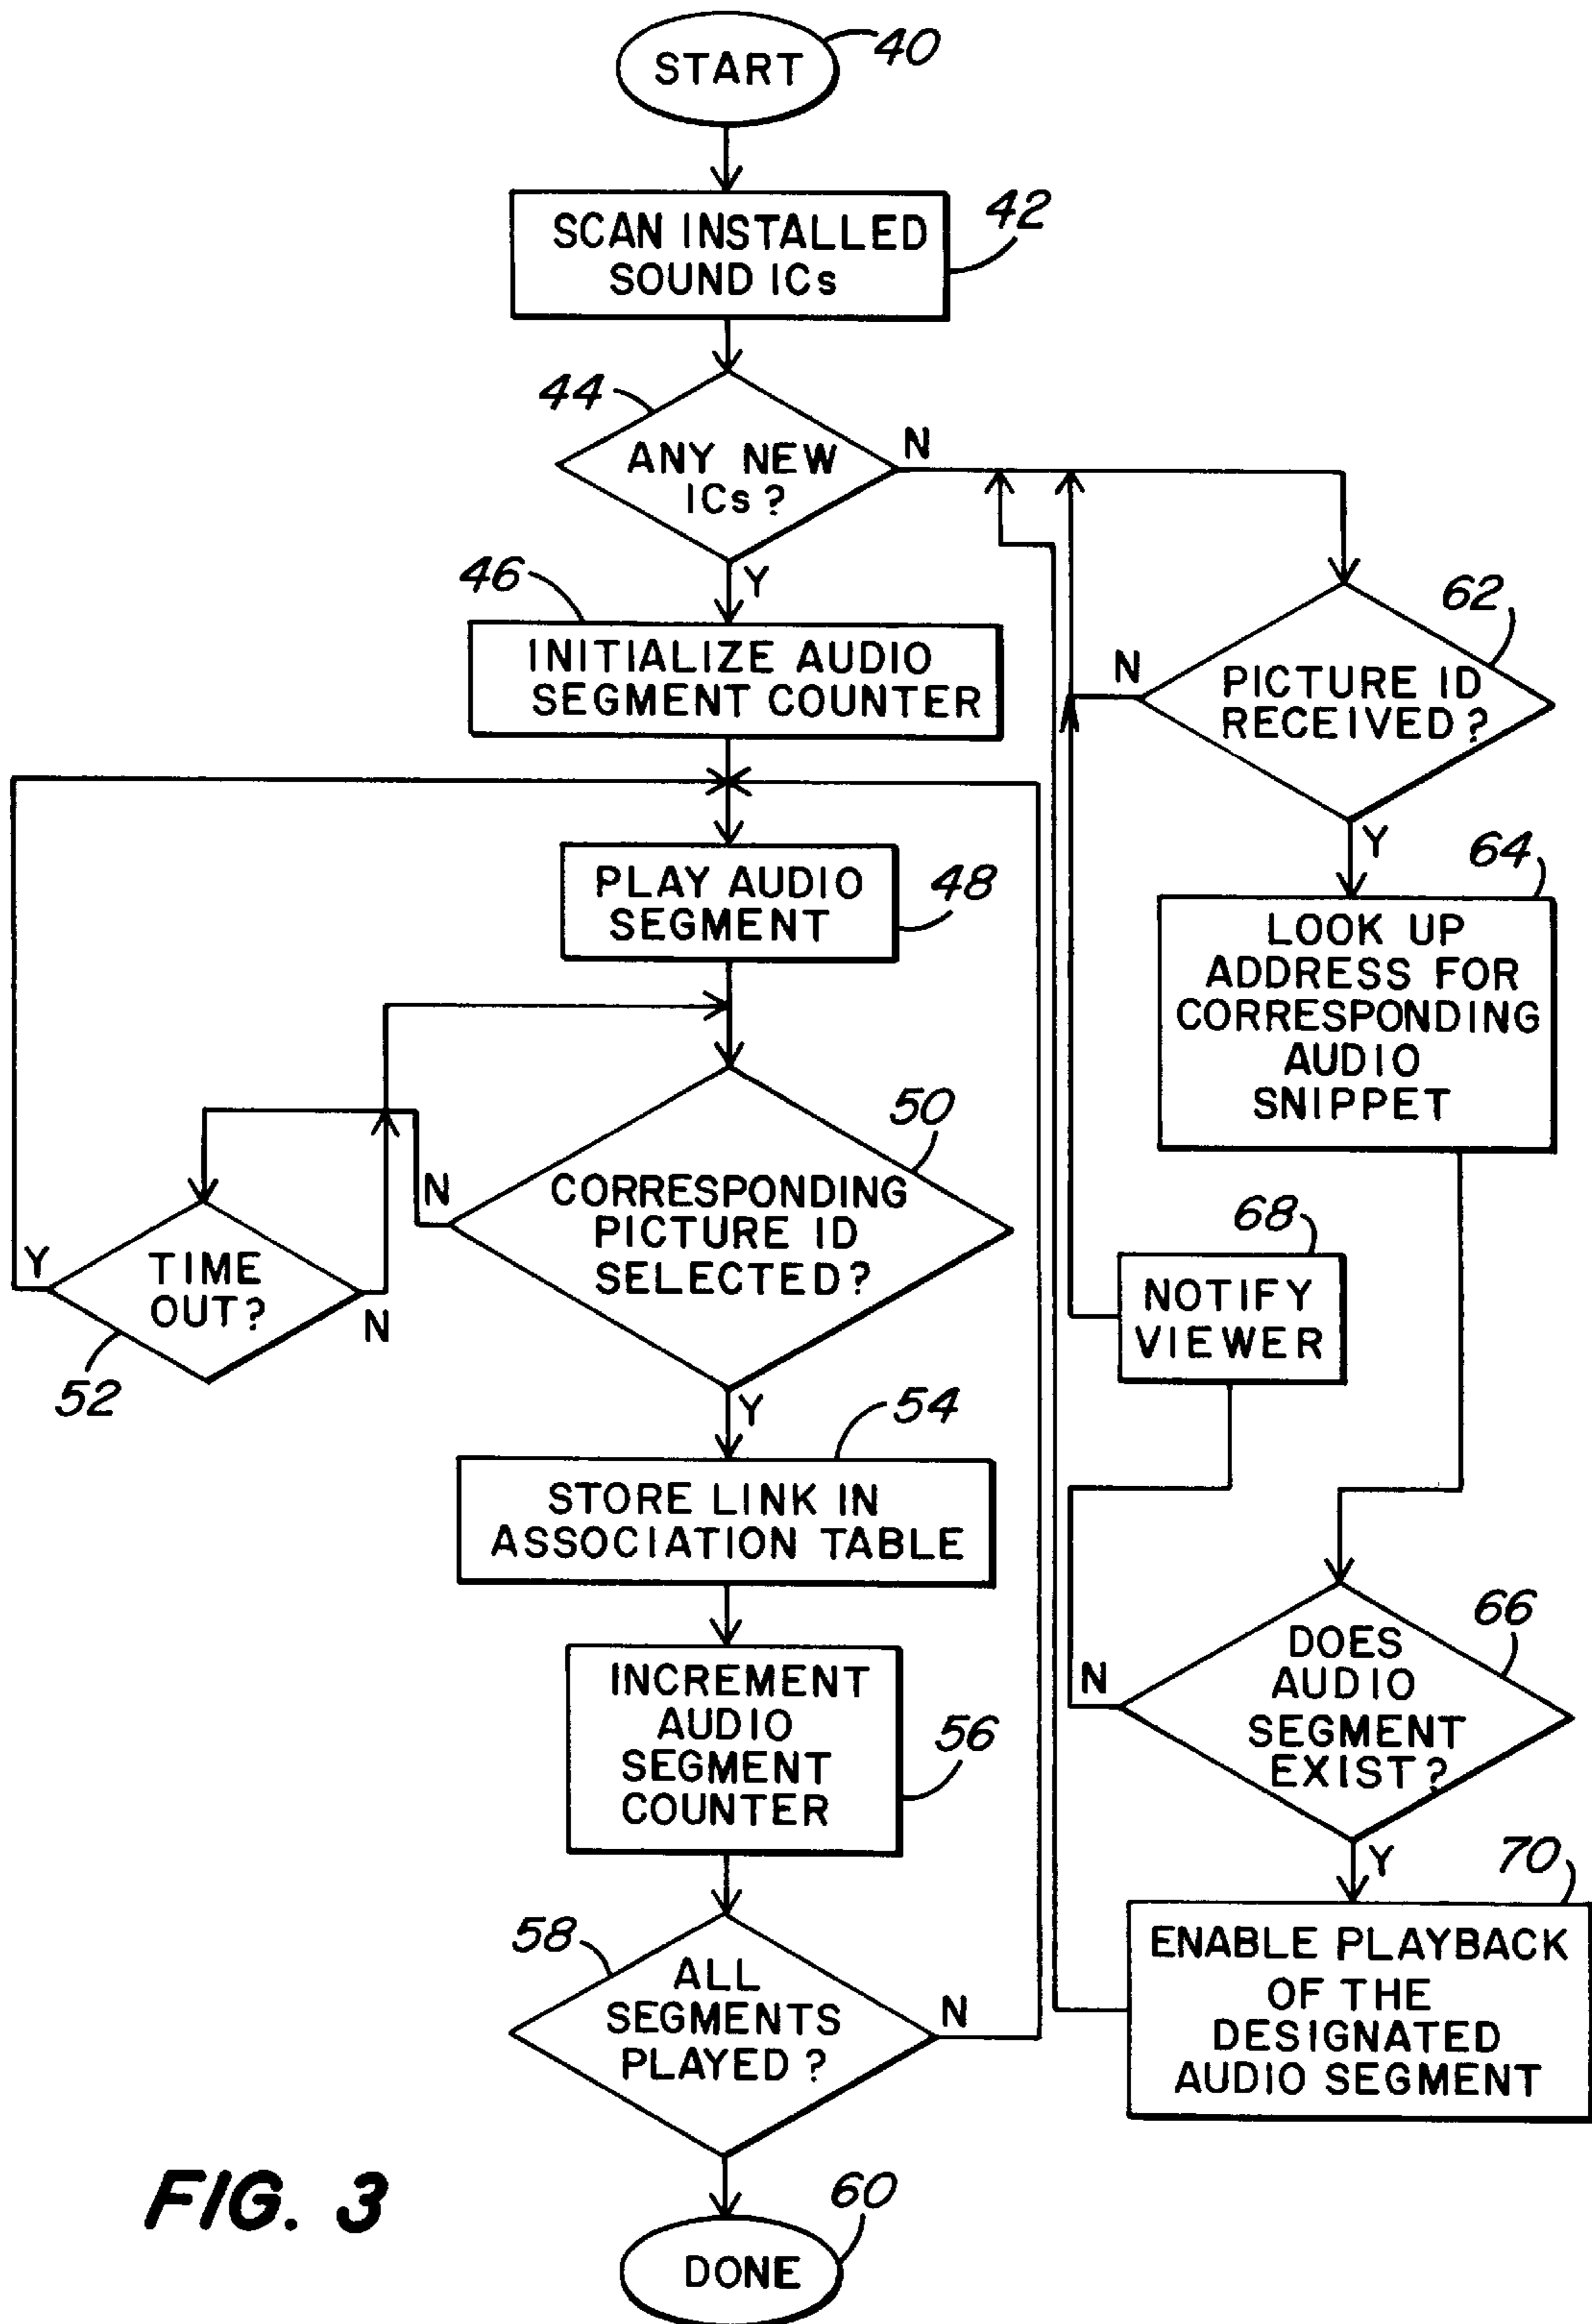 START
40
SCAN INSTALLED
SOUND ICs
42
44
ANY NEW
ICs?
N
Y
46
INITIALIZE AUDIO
SEGMENT COUNTER
62
PICTURE ID
RECEIVED?
N
Y
PLAY AUDIO
SEGMENT
48
64
LOOK UP
ADDRESS FOR
CORRESPONDING
AUDIO
SNIPPET
50
CORRESPONDING
PICTURE ID
SELECTED?
N
Y
TIME
OUT?
Y
N
52
68
NOTIFY
VIEWER
54
STORE LINK IN
ASSOCIATION TABLE
66
DOES
AUDIO
SEGMENT
EXIST?
N
Y
INCREMENT
AUDIO
SEGMENT
COUNTER
56
58
ALL
SEGMENTS
PLAYED?
N
70
ENABLE PLAYBACK
OF THE
DESIGNATED
AUDIO SEGMENT
FIG. 3
60
DONE